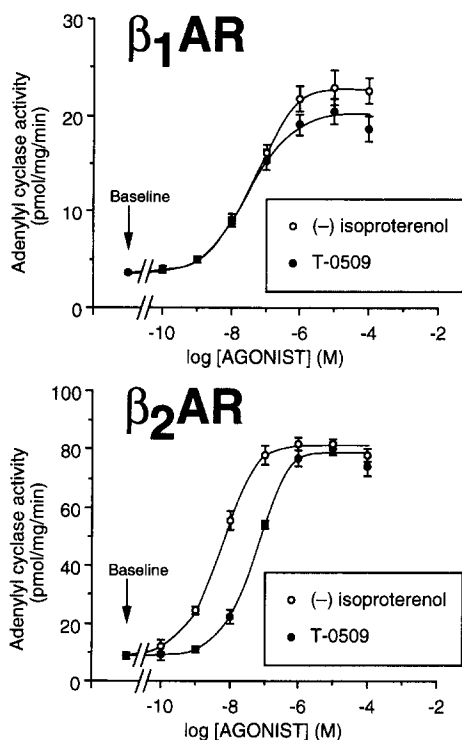 β₁AR
Adenylyl cyclase activity
(pmol/mg/min)
30
20
10
0
Baseline
(–) isoproterenol
T-0509
-10
-8
-6
-4
-2
log [AGONIST] (M)
β₂AR
Adenylyl cyclase activity
(pmol/mg/min)
100
80
60
40
20
0
Baseline
(–) isoproterenol
T-0509
-10
-8
-6
-4
-2
log [AGONIST] (M)